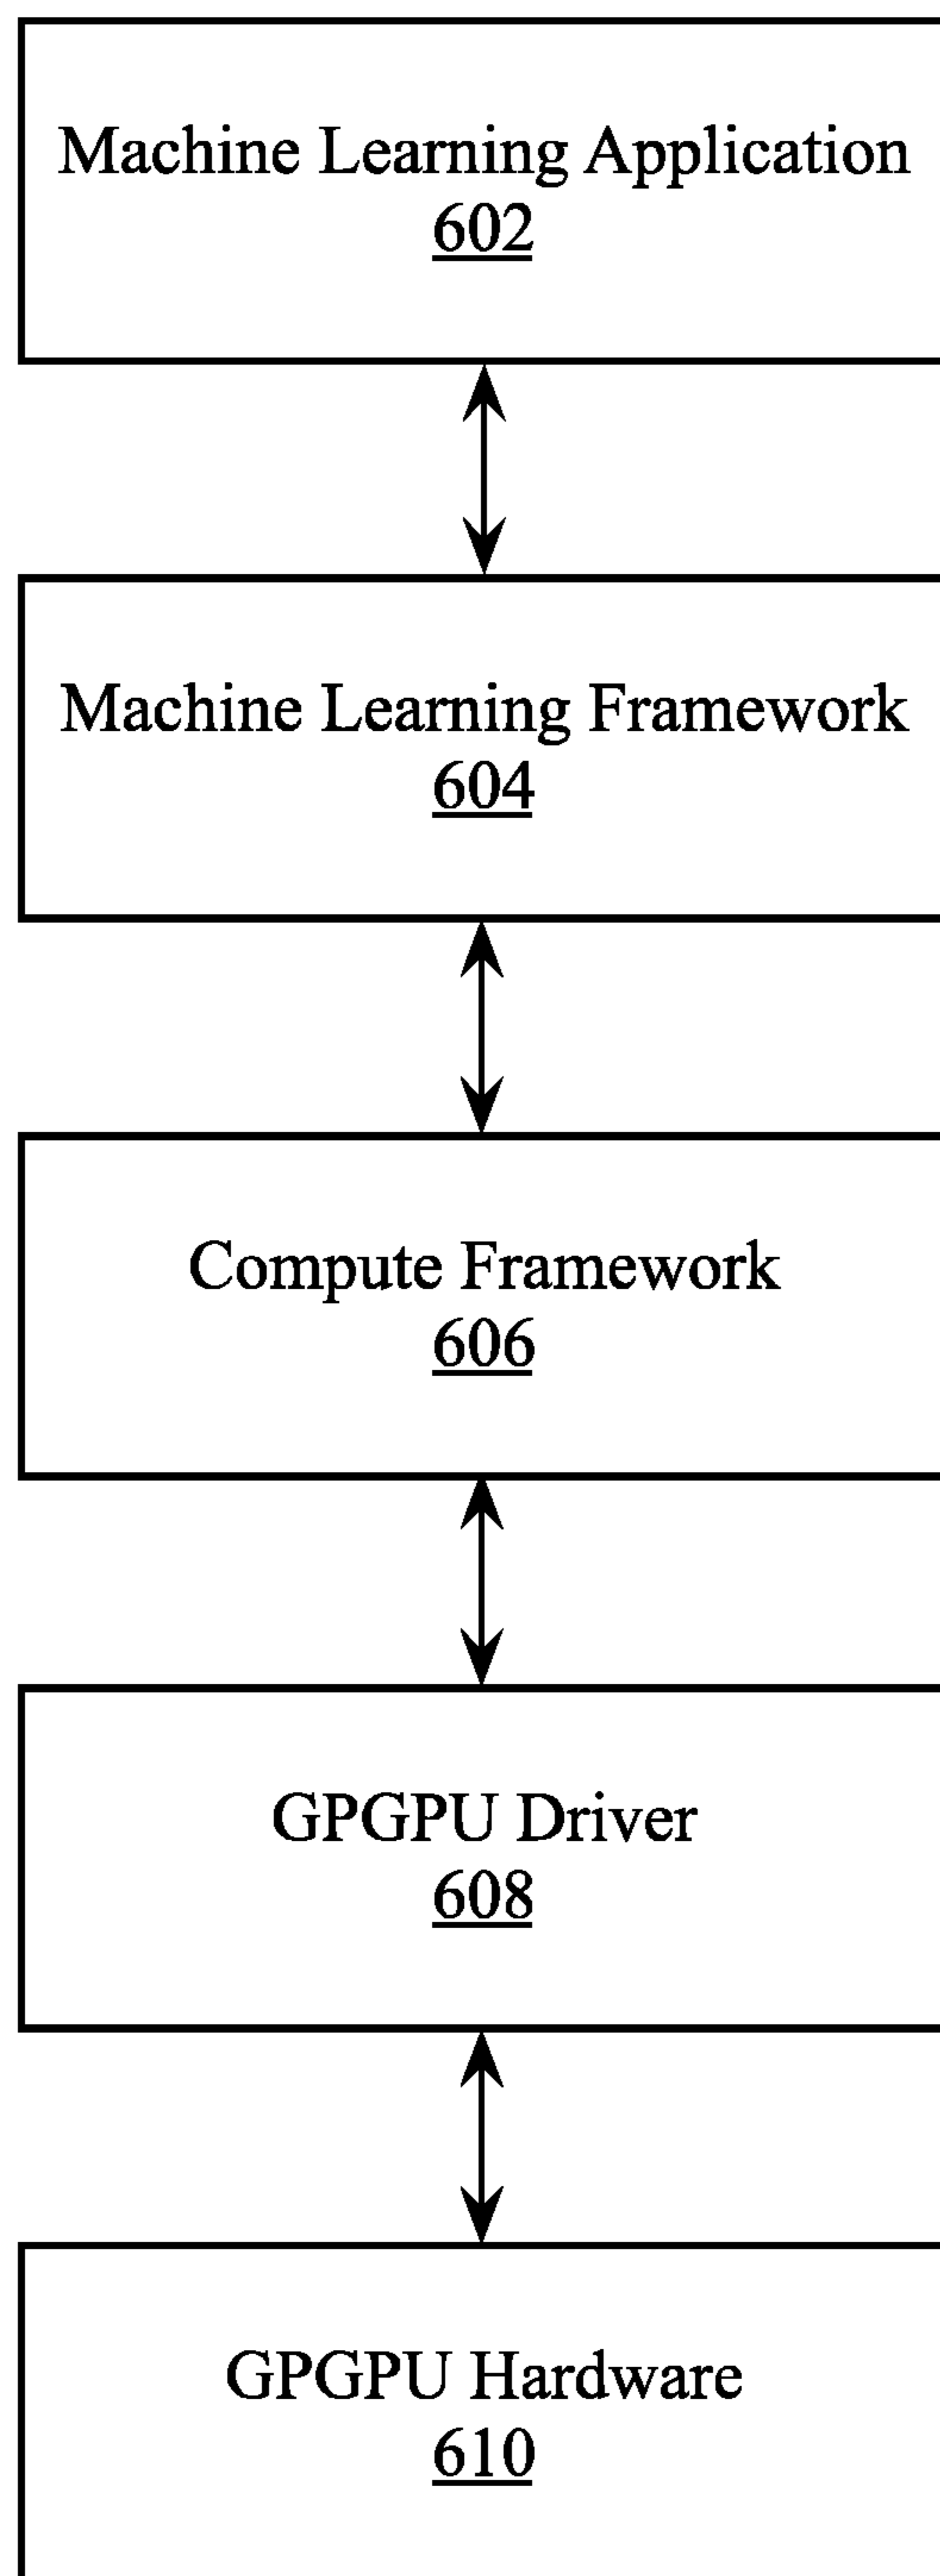 Machine Learning Application
602
Machine Learning Framework
604
Compute Framework
606
GPGPU Driver
608
GPGPU Hardware
610